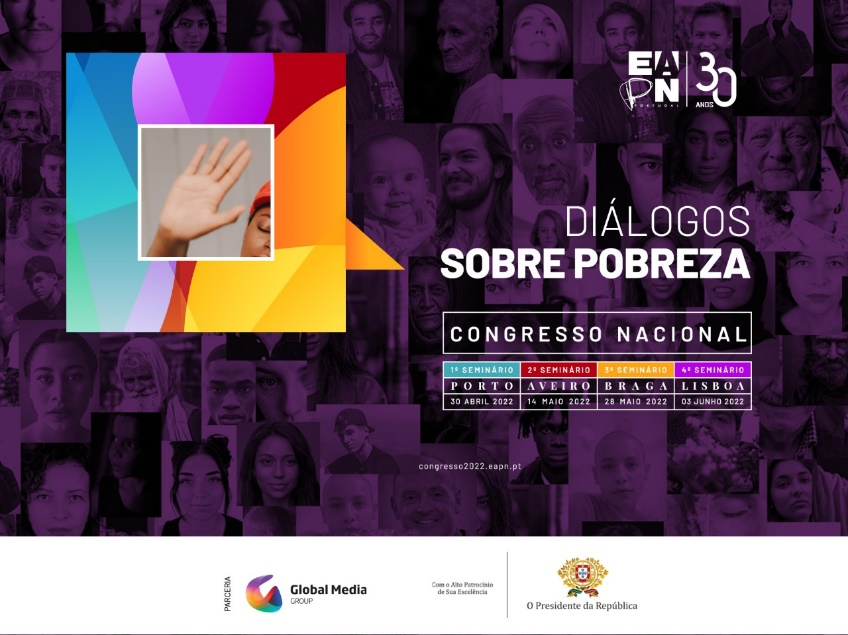 EAPN
PORTUGAL
30
ANOS
DIÁLOGOS
SOBRE POBREZA
CONGRESSO NACIONAL
1º SEMINÁRIO 2º SEMINÁRIO 3º SEMINÁRIO 4º SEMINÁRIO
PORTO AVEIRO BRAGA LISBOA
30 ABRIL 2022 14 MAIO 2022 28 MAIO 2022 03 JUNHO 2022
congresso2022.eapn.pt
PARCERIA
Global Media
GROUP
Com o Alto Patrocínio
de Sua Excelência
O Presidente da República